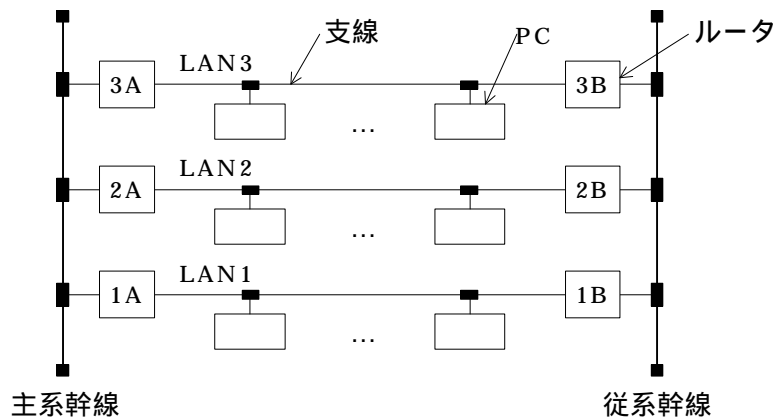 支線
PC
ルータ
LAN3
3A
3B
...
LAN2
2A
2B
...
LAN1
1A
1B
...
主系幹線
従系幹線